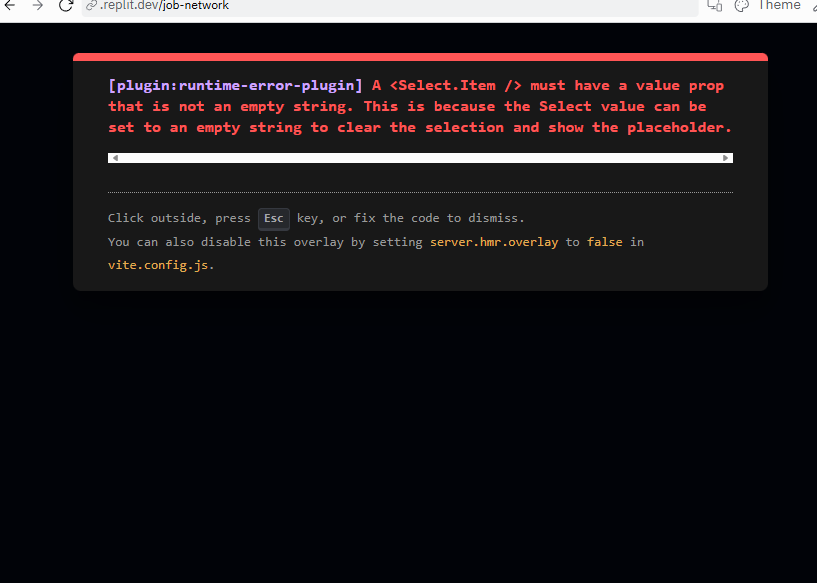 .replit.dev/job-network
Theme
[plugin:runtime-error-plugin] A <Select.Item /> must have a value prop
that is not an empty string. This is because the Select value can be
set to an empty string to clear the selection and show the placeholder.
Click outside, press Esc key, or fix the code to dismiss.
You can also disable this overlay by setting server.hmr.overlay to false in
vite.config.js.